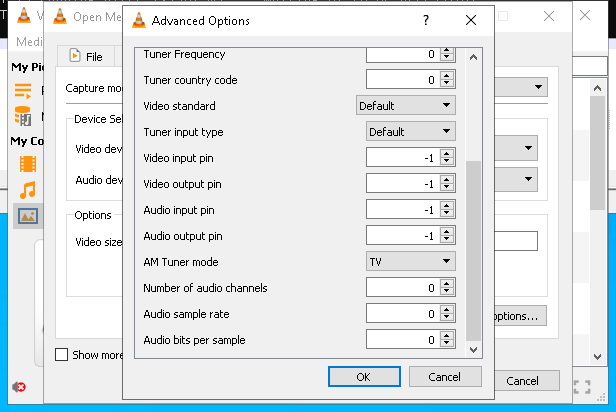 Advanced Options
?
Open Me
Medi
File
My Pi
My Co
Capture mo
Device Sel
Video dev
Audio dev
Options
Video size
Show more
Tuner Frequency 0
Tuner country code 0
Video standard Default
Tuner input type Default
Video input pin -1
Video output pin -1
Audio input pin -1
Audio output pin -1
AM Tuner mode TV
Number of audio channels 0
Audio sample rate 0
Audio bits per sample 0
OK Cancel
ptions...
Cancel